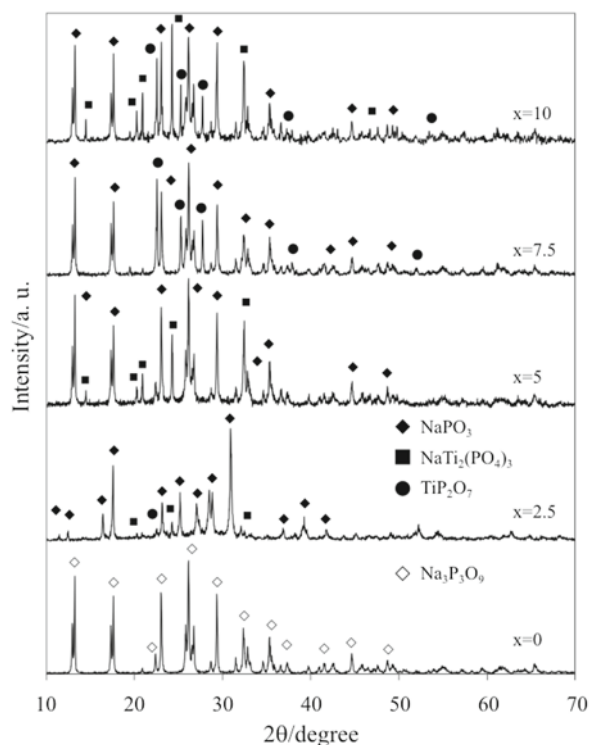 x=10
x=7.5
x=5
◆ NaPO₃
■ NaTi₂(PO₄)₃
● TiP₂O₇
x=2.5
◇ Na₃P₃O₉
x=0
Intensity/a. u.
10 20 30 40 50 60 70
2θ/degree